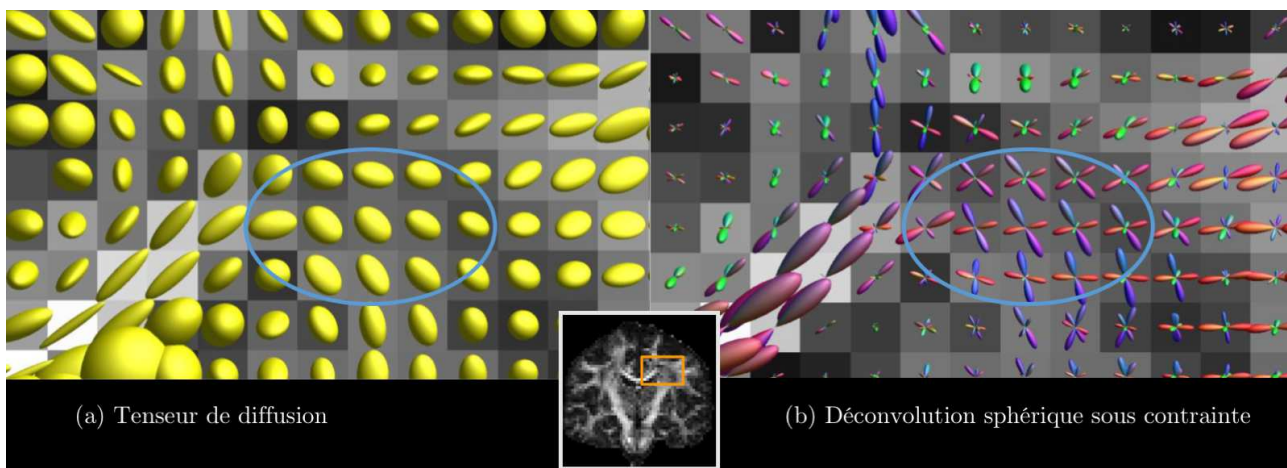 (a) Tenseur de diffusion
(b) Déconvolution sphérique sous contrainte